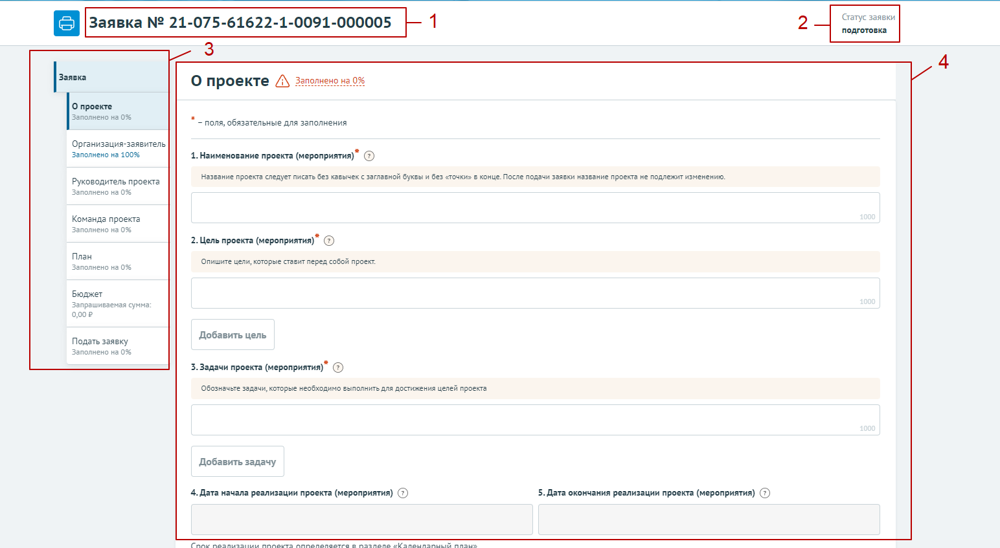 Заявка № 21-075-61622-1-0091-000005
1
2
Статус заявки
подготовка
3
4
Заявка
О проекте
Заполнено на 0%
Организация-заявитель
Заполнено на 100%
Руководитель проекта
Заполнено на 0%
Команда проекта
Заполнено на 0%
План
Заполнено на 0%
Бюджет
Запрашиваемая сумма:
0,00 ₽
Подать заявку
Заполнено на 0%
О проекте Заполнено на 0%
* – поля, обязательные для заполнения
1. Наименование проекта (мероприятия)* ?
Название проекта следует писать без кавычек с заглавной буквы и без «точки» в конце. После подачи заявки название проекта не подлежит изменению.
1000
2. Цель проекта (мероприятия)* ?
Опишите цели, которые ставит перед собой проект.
1000
Добавить цель
3. Задачи проекта (мероприятия)* ?
Обозначьте задачи, которые необходимо выполнить для достижения целей проекта
1000
Добавить задачу
4. Дата начала реализации проекта (мероприятия) ?
5. Дата окончания реализации проекта (мероприятия) ?
Срок реализации проекта определяется в разделе «Календарный план»